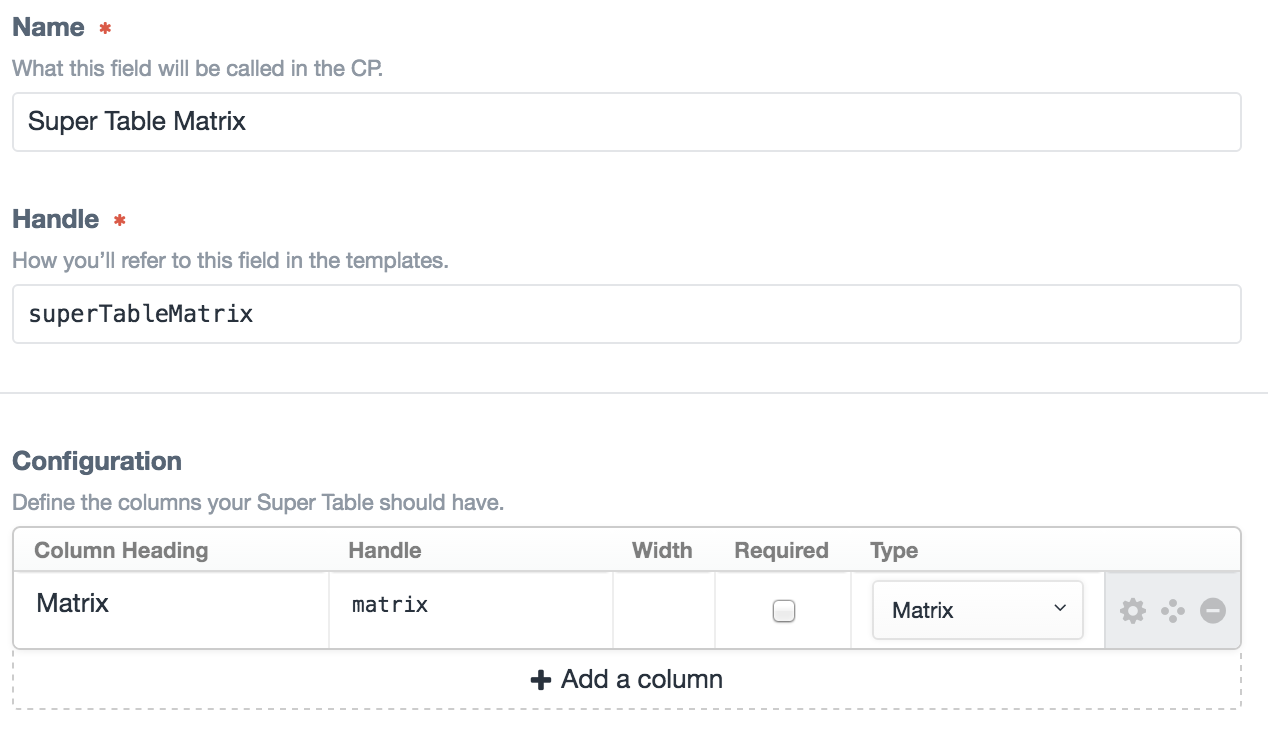 Name *
What this field will be called in the CP.
Super Table Matrix
Handle *
How you’ll refer to this field in the templates.
superTableMatrix
Configuration
Define the columns your Super Table should have.
Column Heading Handle Width Required Type
Matrix matrix Matrix
+ Add a column